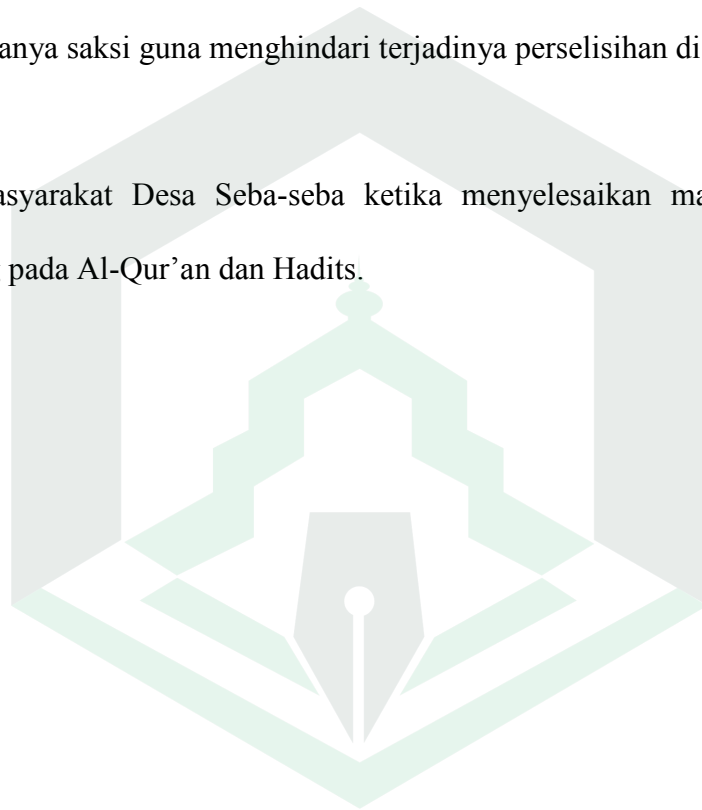 anya saksi guna menghindari terjadinya perselisihan di
asyarakat Desa Seba-seba ketika menyelesaikan ma
pada Al-Qur’an dan Hadits.